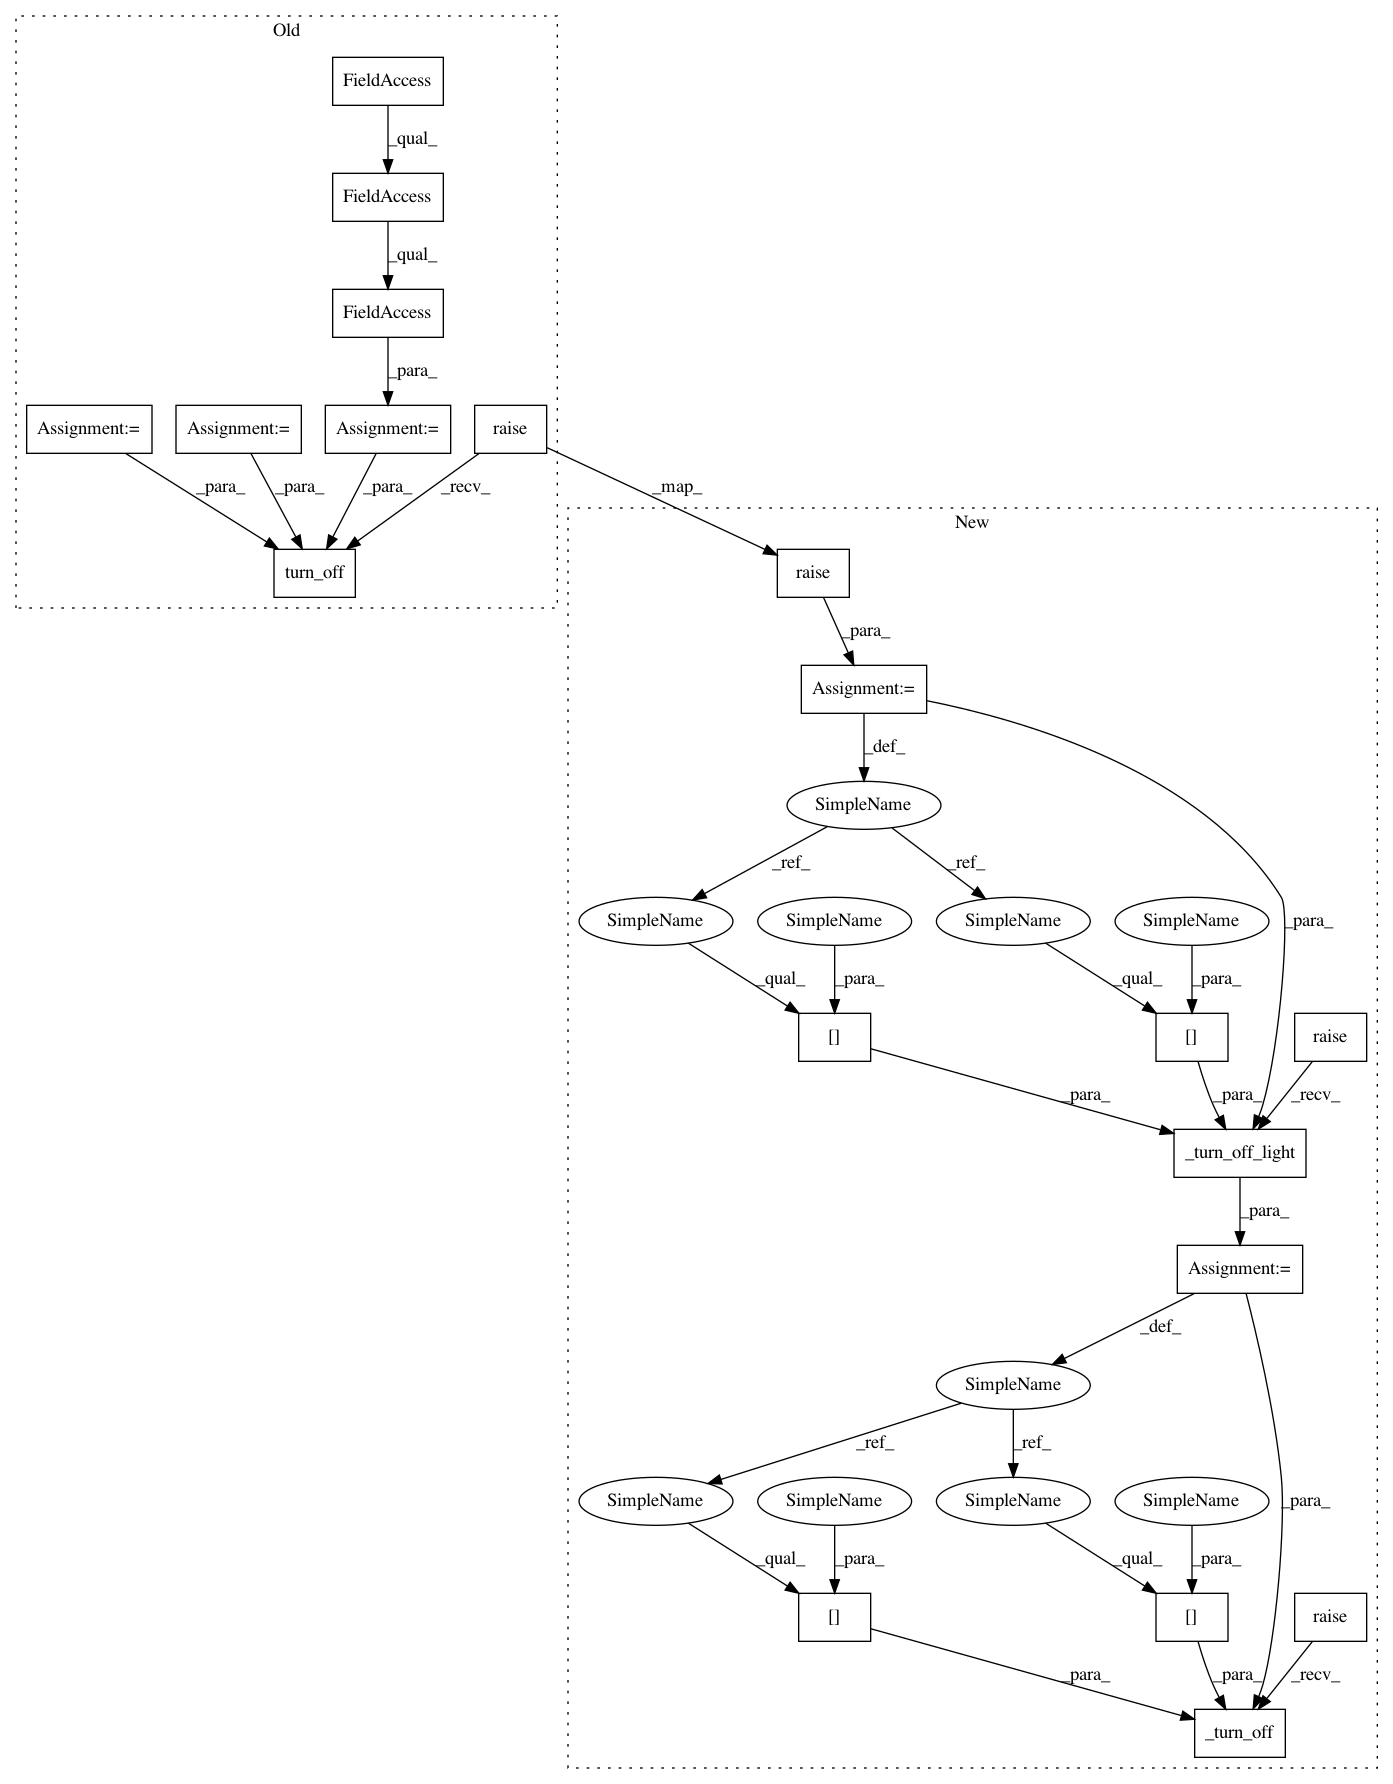 Old
FieldAccess
_qual_
FieldAccess
_qual_
FieldAccess
_para_
Assignment:=
Assignment:=
Assignment:=
raise
_para_
_para_
_para_
_recv_
_map_
turn_off
New
raise
_para_
Assignment:=
_def_
SimpleName
_ref_
_ref_
SimpleName
SimpleName
SimpleName
SimpleName
_para_
_qual_
_para_
_qual_
_para_
[]
[]
raise
_para_
_para_
_recv_
_turn_off_light
_para_
Assignment:=
_def_
SimpleName
_ref_
_ref_
SimpleName
SimpleName
SimpleName
SimpleName
_para_
_qual_
_para_
_qual_
_para_
[]
[]
raise
_para_
_para_
_recv_
_turn_off